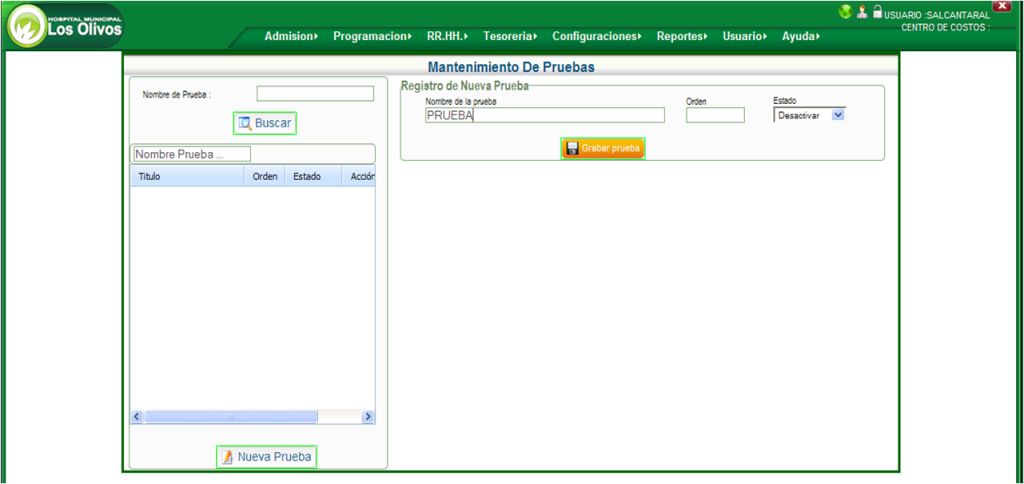 HOSPITAL MUNICIPAL
Los Olivos
USUARIO :SALCANTARAL
CENTRO DE COSTOS :
Admision Programacion RR.HH. Tesoreria Configuraciones Reportes Usuario Ayuda
Mantenimiento De Pruebas
Nombre de Prueba :
Buscar
Nombre Prueba ...
Titulo Orden Estado Acción
Nueva Prueba
Registro de Nueva Prueba
Nombre de la prueba Orden Estado
PRUEBA Desactivar
Grabar prueba